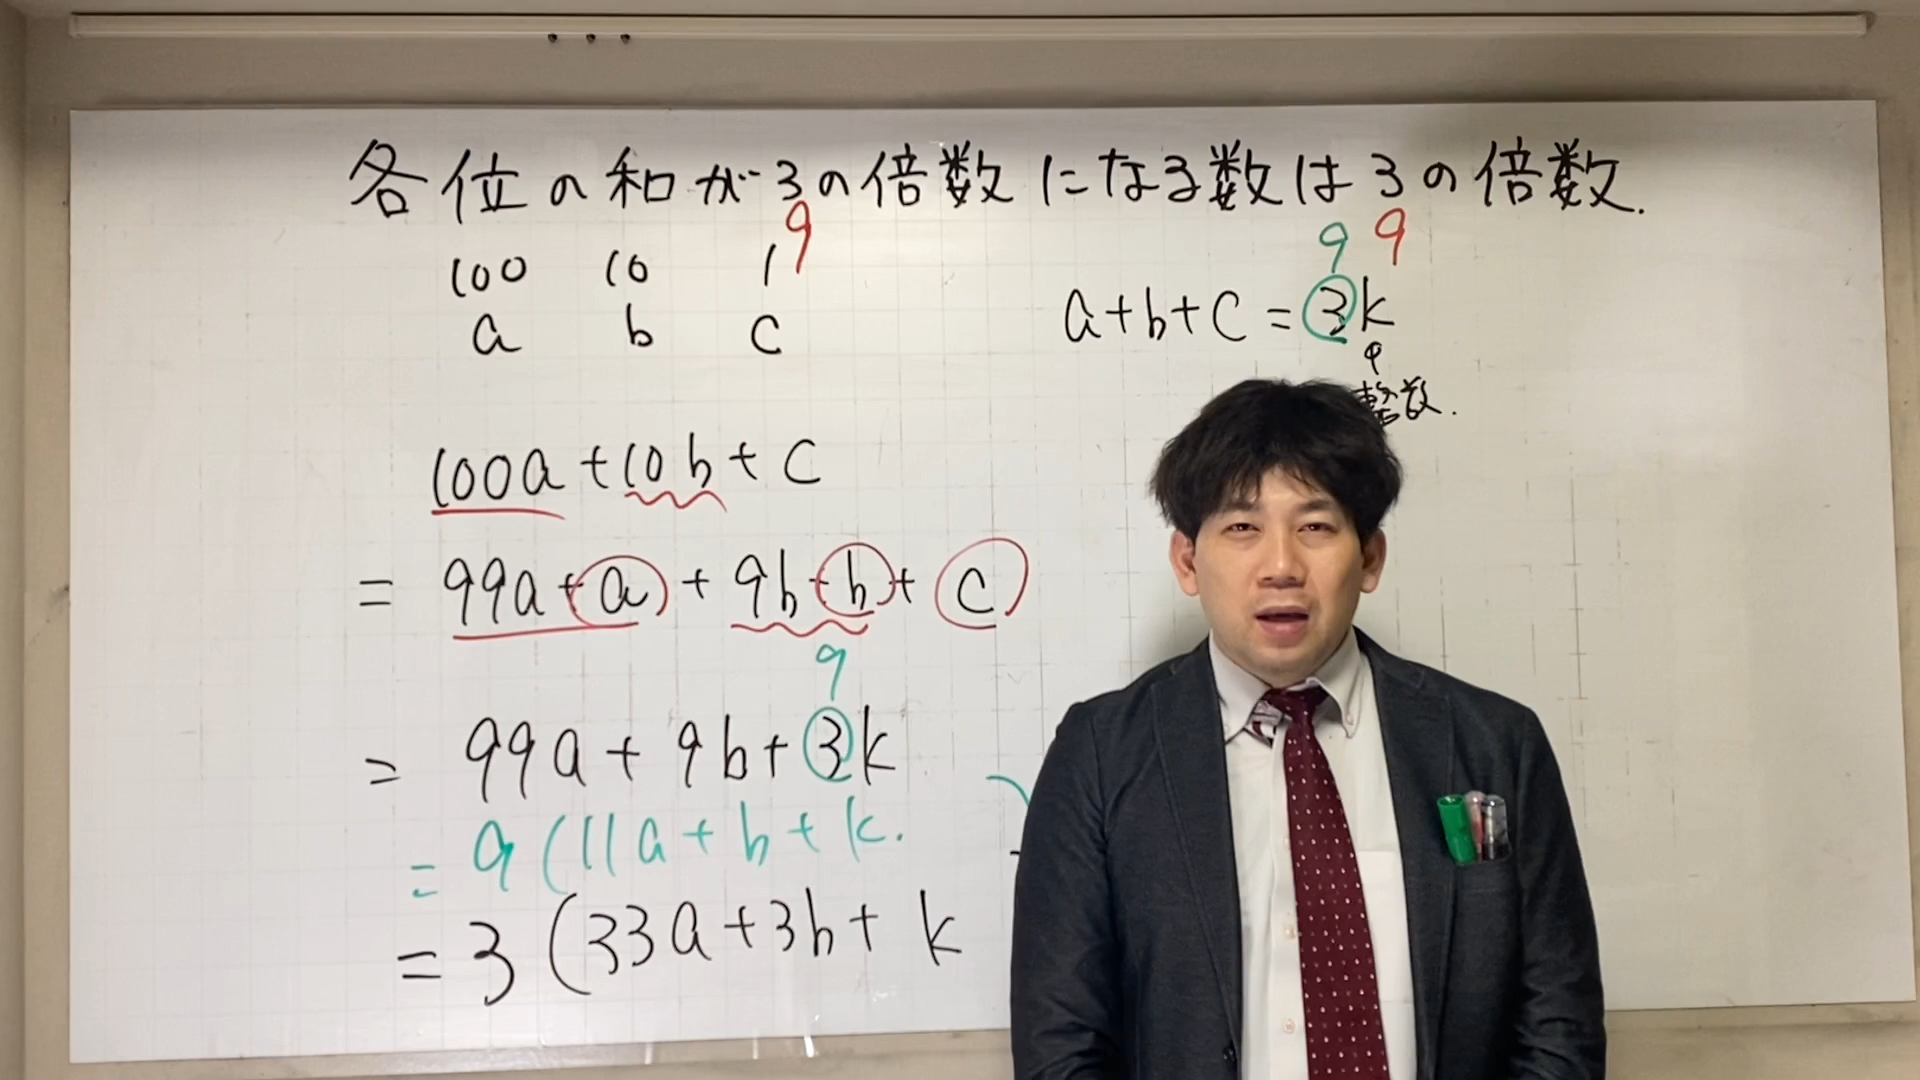 各位の和が3の倍数になる数は3の倍数.
9 9 9
100 10 1
a b c
a+b+c = 3k
整数.
100a+10b+c
= 99a+a + 9b+b + c
9
= 99a+9b+3k
= 9(11a+b+k.
= 3(33a+3b+k